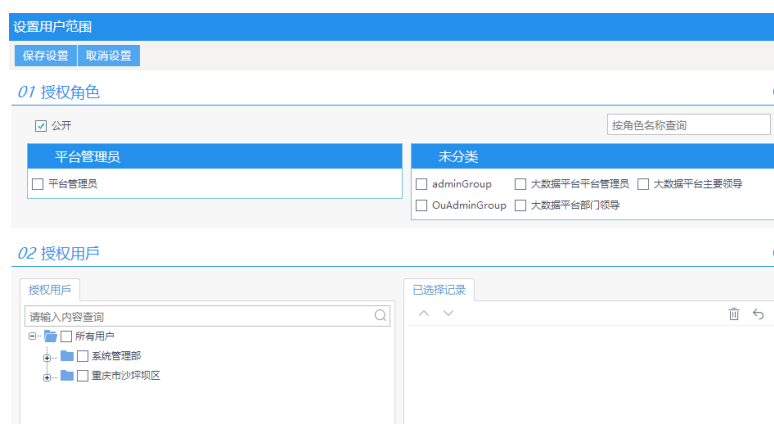 设置用户范围
保存设置 取消设置
01 授权角色
公开
按角色名称查询
平台管理员 未分类
平台管理员
adminGroup 大数据平台平台管理员 大数据平台主要领导
OuAdminGroup 大数据平台部门领导
02 授权用戶
授权用戶 已选择记录
请输入内容查询
所有用户
系统管理部
重庆市沙坪坝区